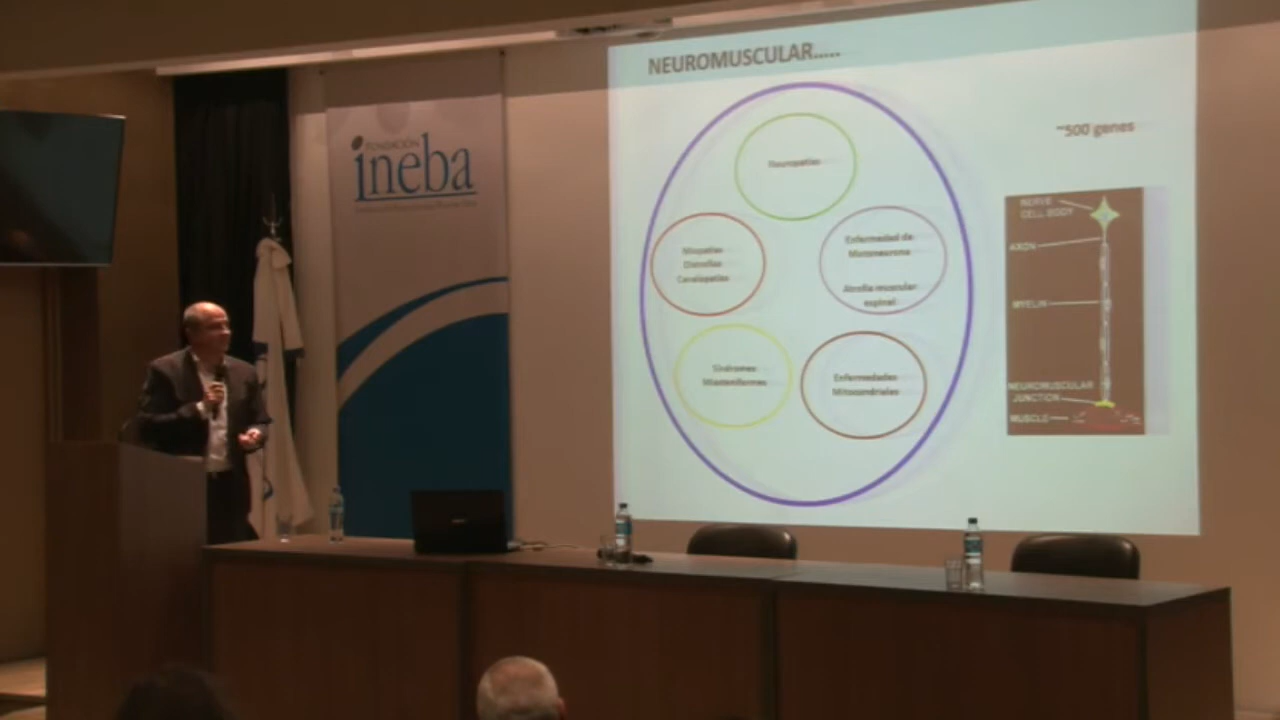 NEUROMUSCULAR.....
~500 genes
Neuropatías
Miopatías
Distrofias
Canalopatías
Enfermedad de
Motoneurona
Atrofia muscular
espinal
Síndromes
Miasteniformes
Enfermedades
Mitocondriales
NERVE
CELL BODY
AXON
MYELIN
NEUROMUSCULAR
JUNCTION
MUSCLE
FUNDACIÓN
ineba